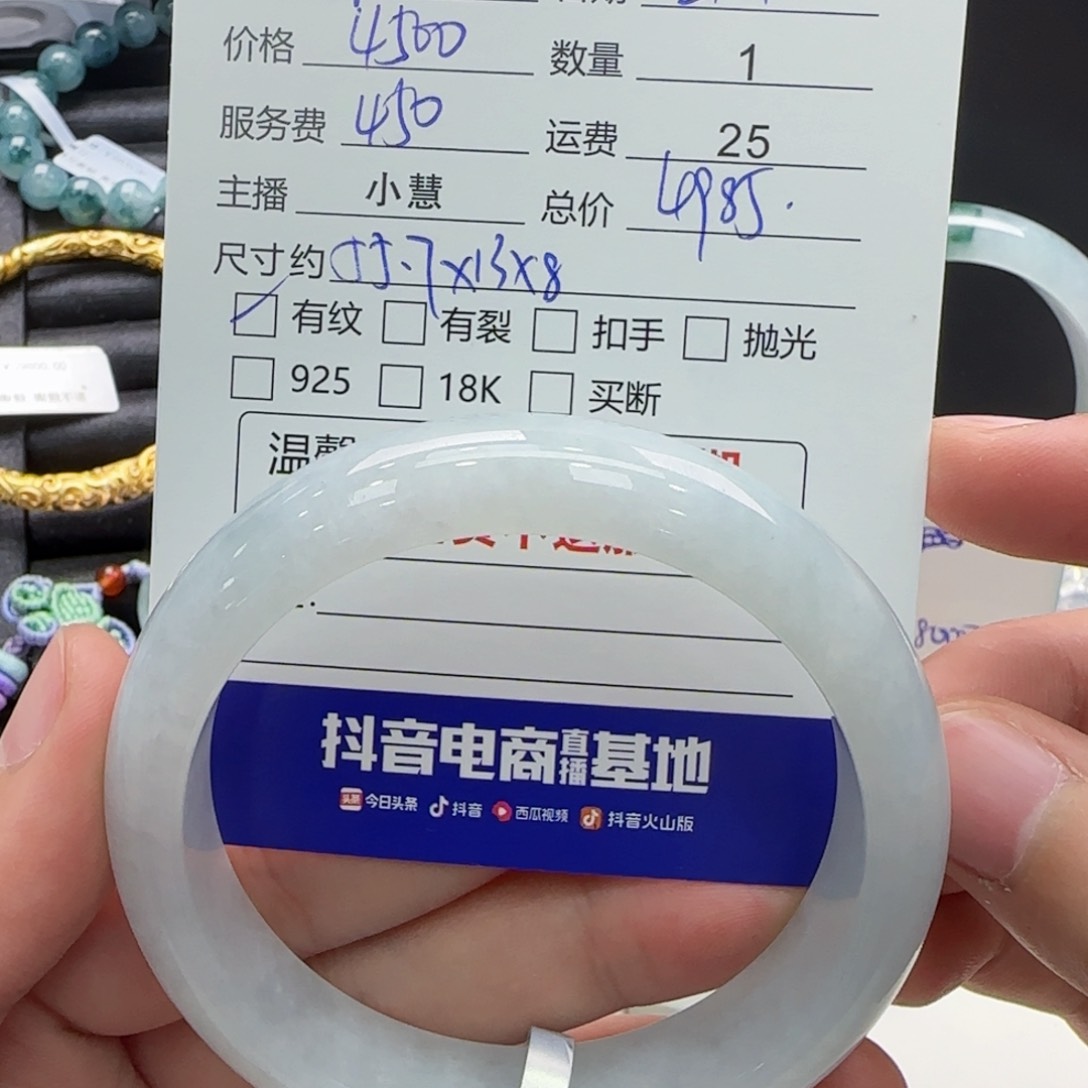 价格 4500 数量 1
服务费 450 运费 25
主播 小慧 总价 4985.
尺寸约 55.7x13x8
有纹 有裂 扣手 抛光
925 18K 买断
温馨
抖音电商直播基地
头条 今日头条 抖音 西瓜视频 抖音火山版